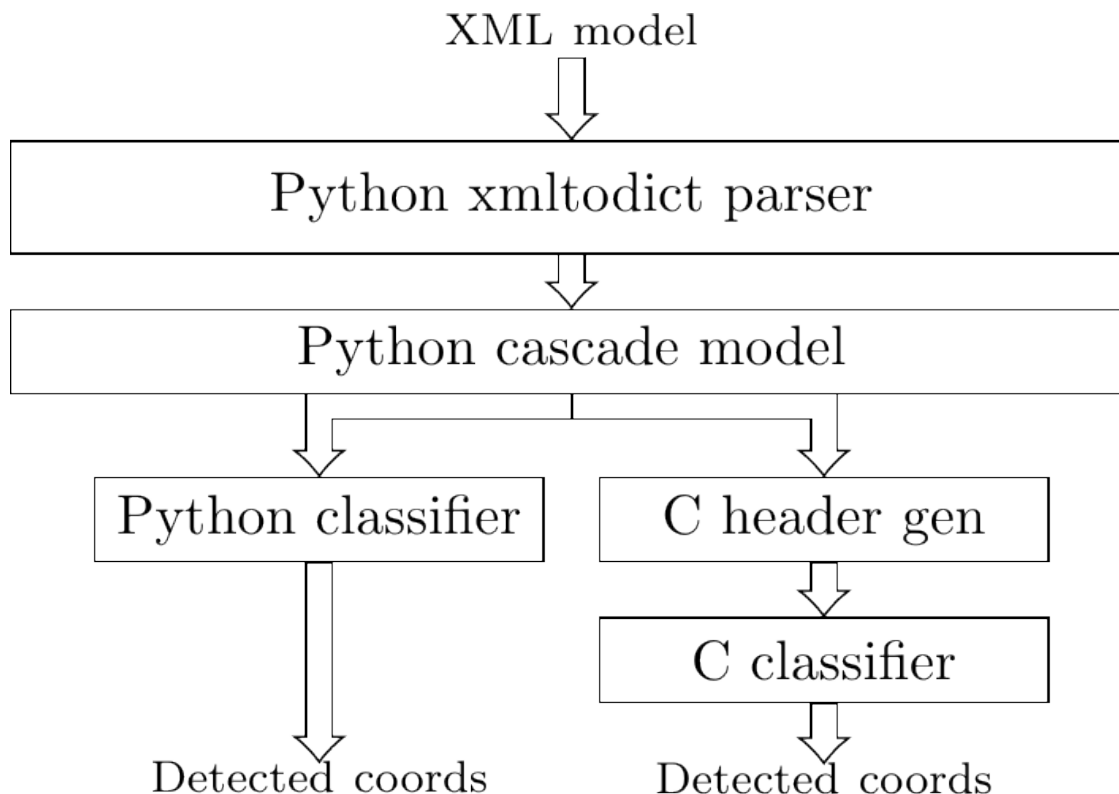 XML model
Python xmltodict parser
Python cascade model
Python classifier
C header gen
C classifier
Detected coords
Detected coords